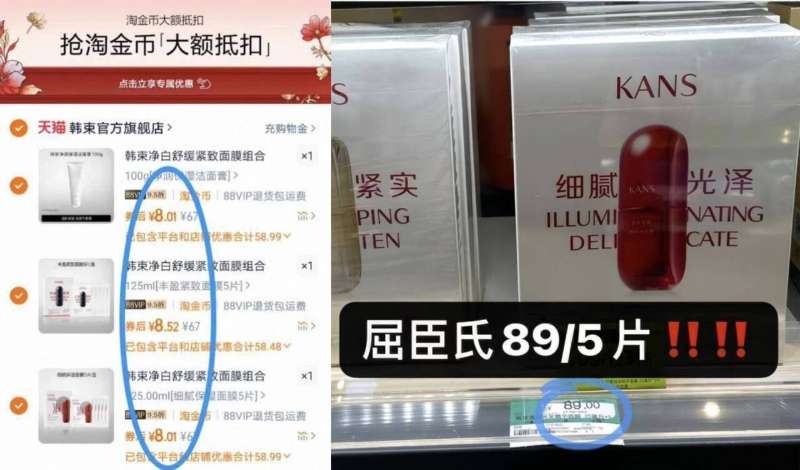 淘金币大额抵扣
抢淘金币「大额抵扣」
点击立享专属优惠
天猫 韩束官方旗舰店>
充购物金>
韩束净白舒缓紧致面膜组合 ×1
88VIP 9.5折 淘金币 88VIP退货包运费
券后 ¥8.01 ¥67
已包含平台和店铺优惠合计58.99
韩束净白舒缓紧致面膜组合 ×1
125ml[丰盈紧致面膜5片]
88VIP 9.5折 淘金币 88VIP退货包运费
券后 ¥8.52 ¥67
已包含平台和店铺优惠合计58.48
韩束净白舒缓紧致面膜组合 ×1
125.00ml[细腻保湿面膜5片]
88VIP 9.5折 淘金币 88VIP退货包运费
券后 ¥8.01
已包含平台和店铺优惠合计58.99
紧实
KANS
细腻 光泽
KANS
ILLUMI NATING
DELI CATE
屈臣氏 89/5 片‼️‼️
89.00